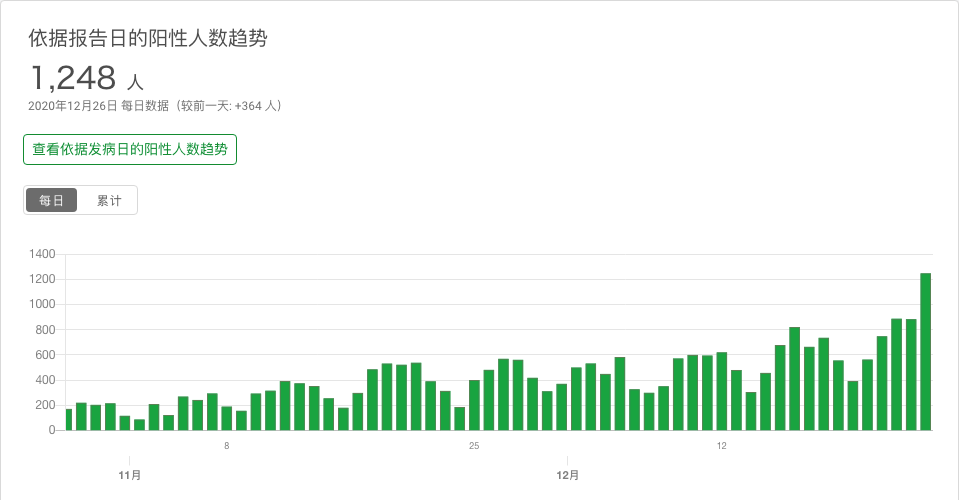 依据报告日的阳性人数趋势
1,248 人
2020年12月26日 每日数据（较前一天: +364 人）
查看依据发病日的阳性人数趋势
每日 累计
1400
1200
1000
800
600
400
200
0
8 25 12
11月 12月